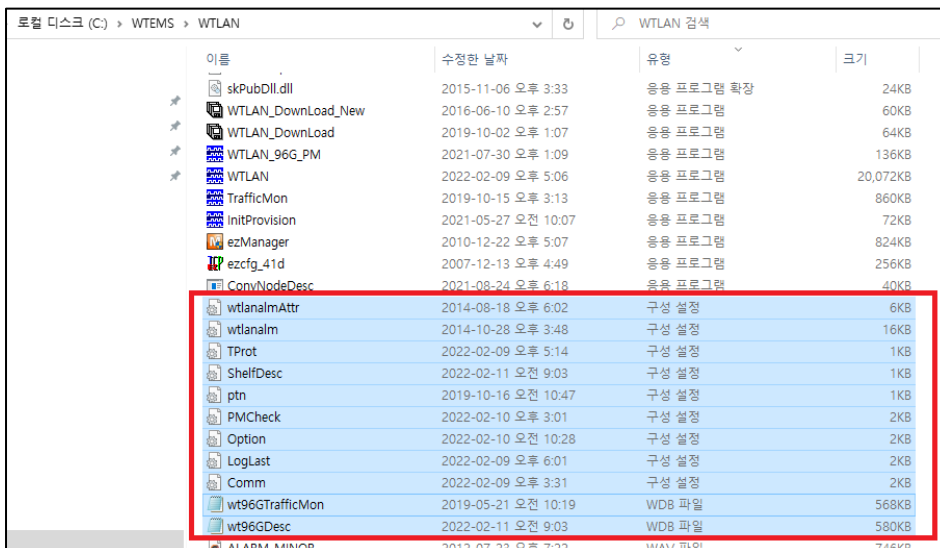 로컬 디스크 (C:) > WTEMS > WTLAN WTLAN 검색
이름 수정한 날짜 유형 크기
skPubDll.dll 2015-11-06 오후 3:33 응용 프로그램 확장 24KB
WTLAN_DownLoad_New 2016-06-10 오후 2:57 응용 프로그램 60KB
WTLAN_DownLoad 2019-10-02 오후 1:07 응용 프로그램 64KB
WTLAN_96G_PM 2021-07-30 오후 1:09 응용 프로그램 136KB
WTLAN 2022-02-09 오후 5:06 응용 프로그램 20,072KB
TrafficMon 2019-10-15 오후 3:13 응용 프로그램 860KB
InitProvision 2021-05-27 오전 10:07 응용 프로그램 72KB
ezManager 2010-12-22 오후 5:07 응용 프로그램 824KB
ezcfg_41d 2007-12-13 오후 4:49 응용 프로그램 256KB
ConvNodeDesc 2021-08-24 오후 6:18 응용 프로그램 40KB
wtlanalmAttr 2014-08-18 오후 6:02 구성 설정 6KB
wtlanalm 2014-10-28 오후 3:48 구성 설정 16KB
TProt 2022-02-09 오후 5:14 구성 설정 1KB
ShelfDesc 2022-02-11 오전 9:03 구성 설정 1KB
ptn 2019-10-16 오전 10:47 구성 설정 1KB
PMCheck 2022-02-10 오후 3:01 구성 설정 2KB
Option 2022-02-10 오전 10:28 구성 설정 2KB
LogLast 2022-02-09 오후 6:01 구성 설정 2KB
Comm 2022-02-09 오후 3:31 구성 설정 2KB
wt96GTrafficMon 2019-05-21 오전 10:19 WDB 파일 568KB
wt96GDesc 2022-02-11 오전 9:03 WDB 파일 580KB
ALARM_MINOR 2012-07-23 오후 7:22 WAV 파일 746KB